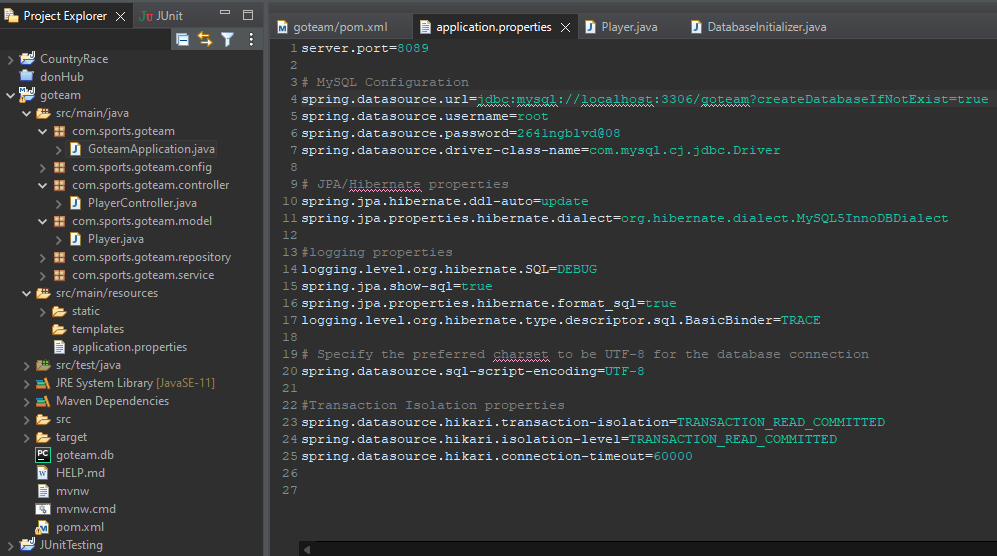 Project Explorer
JUnit
CountryRace
donHub
goteam
src/main/java
com.sports.goteam
GoteamApplication.java
com.sports.goteam.config
com.sports.goteam.controller
PlayerController.java
com.sports.goteam.model
Player.java
com.sports.goteam.repository
com.sports.goteam.service
src/main/resources
static
templates
application.properties
src/test/java
JRE System Library [JavaSE-11]
Maven Dependencies
src
target
goteam.db
HELP.md
mvnw
mvnw.cmd
pom.xml
JUnitTesting
goteam/pom.xml
application.properties
Player.java
DatabaseInitializer.java
1 server.port=8089
2
3 # MySQL Configuration
4 spring.datasource.url=jdbc:mysql://localhost:3306/goteam?createDatabaseIfNotExist=true
5 spring.datasource.username=root
6 spring.datasource.password=264lngblvd@08
7 spring.datasource.driver-class-name=com.mysql.cj.jdbc.Driver
8
9 # JPA/Hibernate properties
10 spring.jpa.hibernate.ddl-auto=update
11 spring.jpa.properties.hibernate.dialect=org.hibernate.dialect.MySQL5InnoDBDialect
12
13 #logging properties
14 logging.level.org.hibernate.SQL=DEBUG
15 spring.jpa.show-sql=true
16 spring.jpa.properties.hibernate.format_sql=true
17 logging.level.org.hibernate.type.descriptor.sql.BasicBinder=TRACE
18
19 # Specify the preferred charset to be UTF-8 for the database connection
20 spring.datasource.sql-script-encoding=UTF-8
21
22 #Transaction Isolation properties
23 spring.datasource.hikari.transaction-isolation=TRANSACTION_READ_COMMITTED
24 spring.datasource.hikari.isolation-level=TRANSACTION_READ_COMMITTED
25 spring.datasource.hikari.connection-timeout=60000
26
27